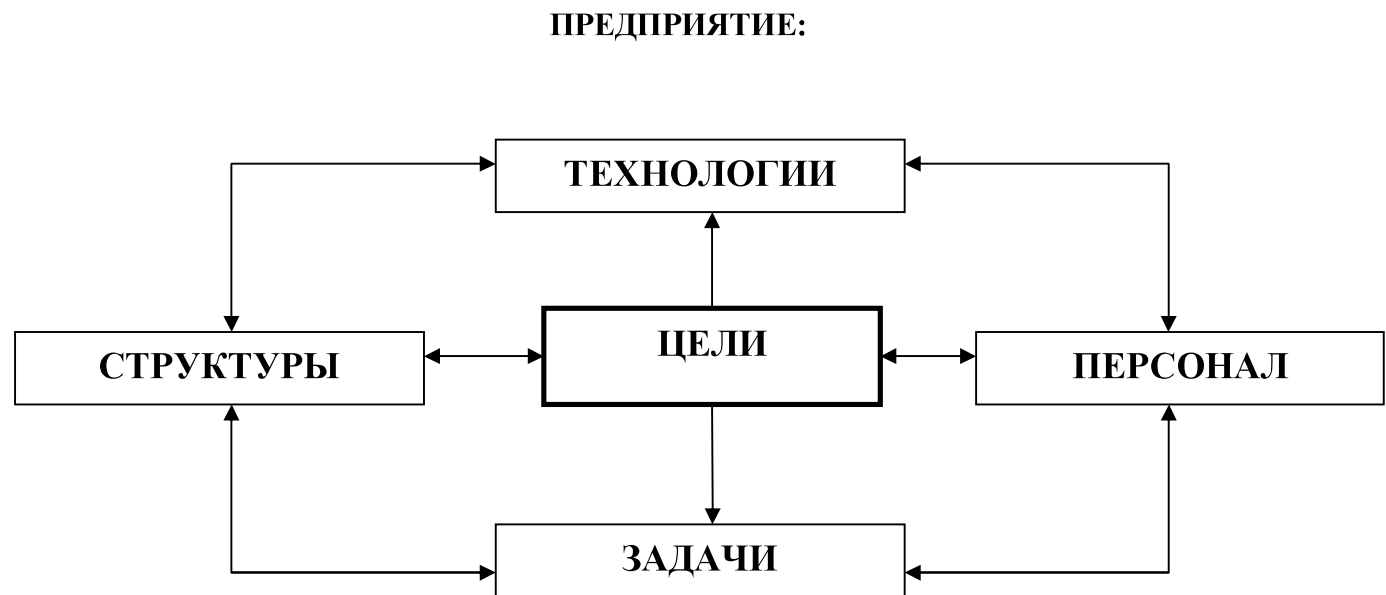 ПРЕДПРИЯТИЕ:
ТЕХНОЛОГИИ
СТРУКТУРЫ
ЦЕЛИ
ПЕРСОНАЛ
ЗАДАЧИ